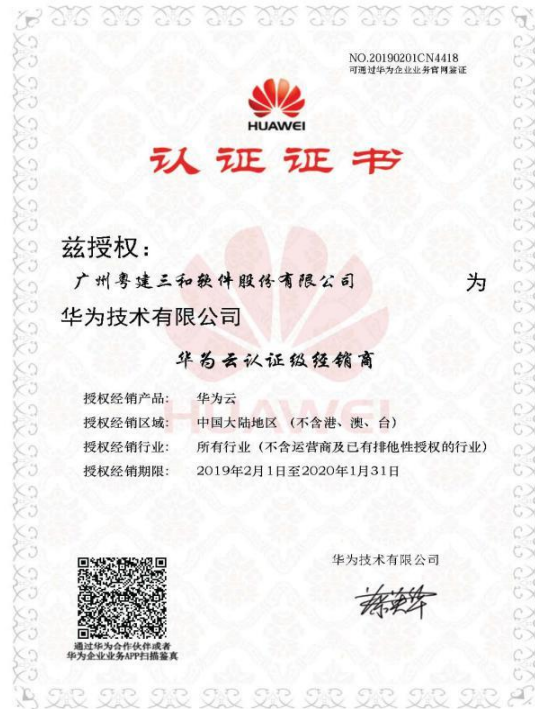 NO.20190201CN4418
可通过华为企业业务官网鉴证
HUAWEI
认证证书
兹授权：
广州粤建三和软件股份有限公司 为
华为技术有限公司
华为云认证级经销商
授权经销产品: 华为云
授权经销区域: 中国大陆地区（不含港、澳、台）
授权经销行业: 所有行业（不含运营商及已有排他性授权的行业）
授权经销期限: 2019年2月1日至2020年1月31日
HUAWEI
华为技术有限公司
通过华为合作伙伴或者
华为企业业务APP扫描鉴真